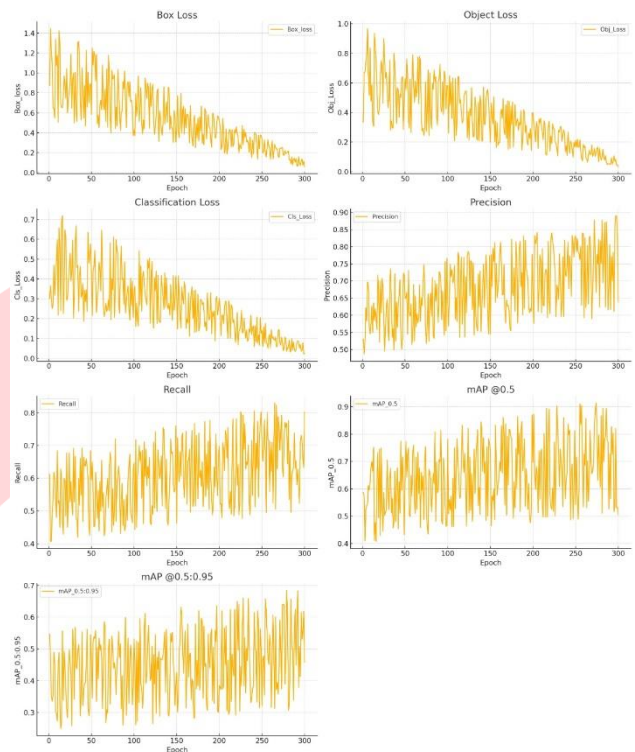 Box Loss
Box_loss
Box_loss
1.4
1.2
1.0
0.8
0.6
0.4
0.2
0.0
0 50 100 150 200 250 300
Epoch
Object Loss
Obj_Loss
Obj_Loss
1.0
0.8
0.6
0.4
0.2
0.0
0 50 100 150 200 250 300
Epoch
Classification Loss
Cls_Loss
Cls_Loss
0.7
0.6
0.5
0.4
0.3
0.2
0.1
0.0
0 50 100 150 200 250 300
Epoch
Precision
Precision
Precision
0.90
0.85
0.80
0.75
0.70
0.65
0.60
0.55
0.50
0 50 100 150 200 250 300
Epoch
Recall
Recall
Recall
0.8
0.7
0.6
0.5
0.4
0 50 100 150 200 250 300
Epoch
mAP @0.5
mAP_0.5
mAP_0.5
0.9
0.8
0.7
0.6
0.5
0.4
0 50 100 150 200 250 300
Epoch
mAP @0.5:0.95
mAP_0.5:0.95
mAP_0.5:0.95
0.7
0.6
0.5
0.4
0.3
0 50 100 150 200 250 300
Epoch